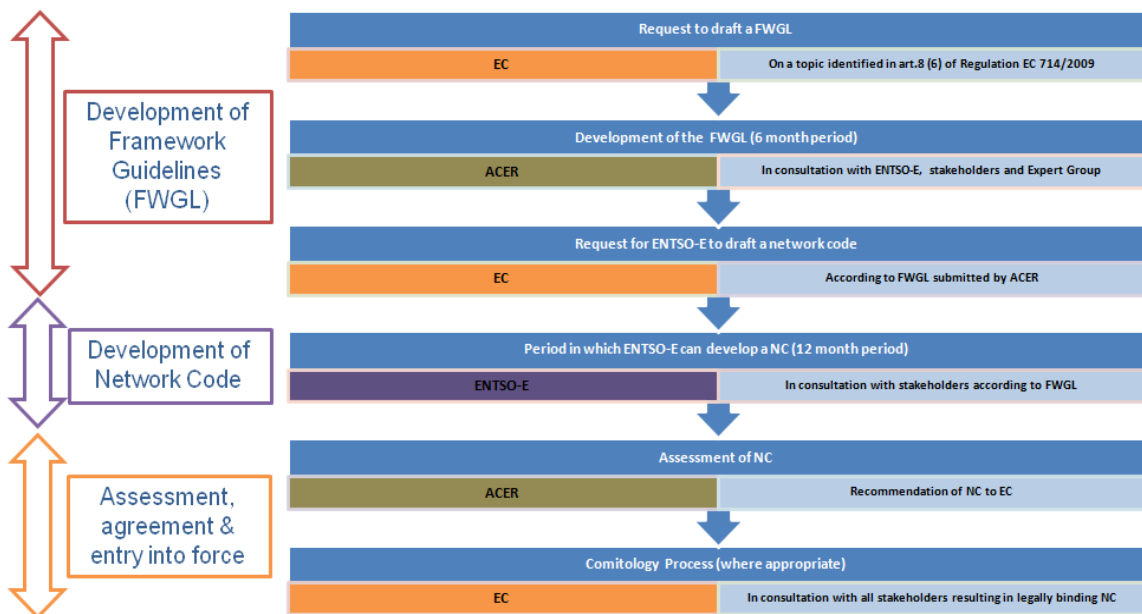 Request to draft a FWGL
EC
On a topic identified in art.8 (6) of Regulation EC 714/2009
Development of
Framework
Guidelines
(FWGL)
Development of the FWGL (6 month period)
ACER
In consultation with ENTSO-E, stakeholders and Expert Group
Request for ENTSO-E to draft a network code
EC
According to FWGL submitted by ACER
Development of
Network Code
Period in which ENTSO-E can develop a NC (12 month period)
ENTSO-E
In consultation with stakeholders according to FWGL
Assessment of NC
ACER
Recommendation of NC to EC
Assessment,
agreement &
entry into force
Comitology Process (where appropriate)
EC
In consultation with all stakeholders resulting in legally binding NC